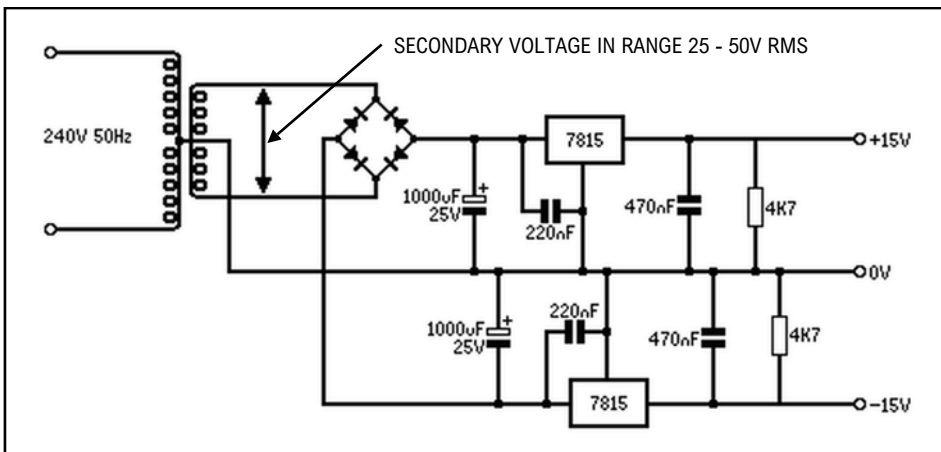 SECONDARY VOLTAGE IN RANGE 25 - 50V RMS
240V 50Hz
7815
+15V
1000uF
25V
+
220nF
470nF
4K7
0V
1000uF
25V
+
220nF
470nF
4K7
7815
-15V